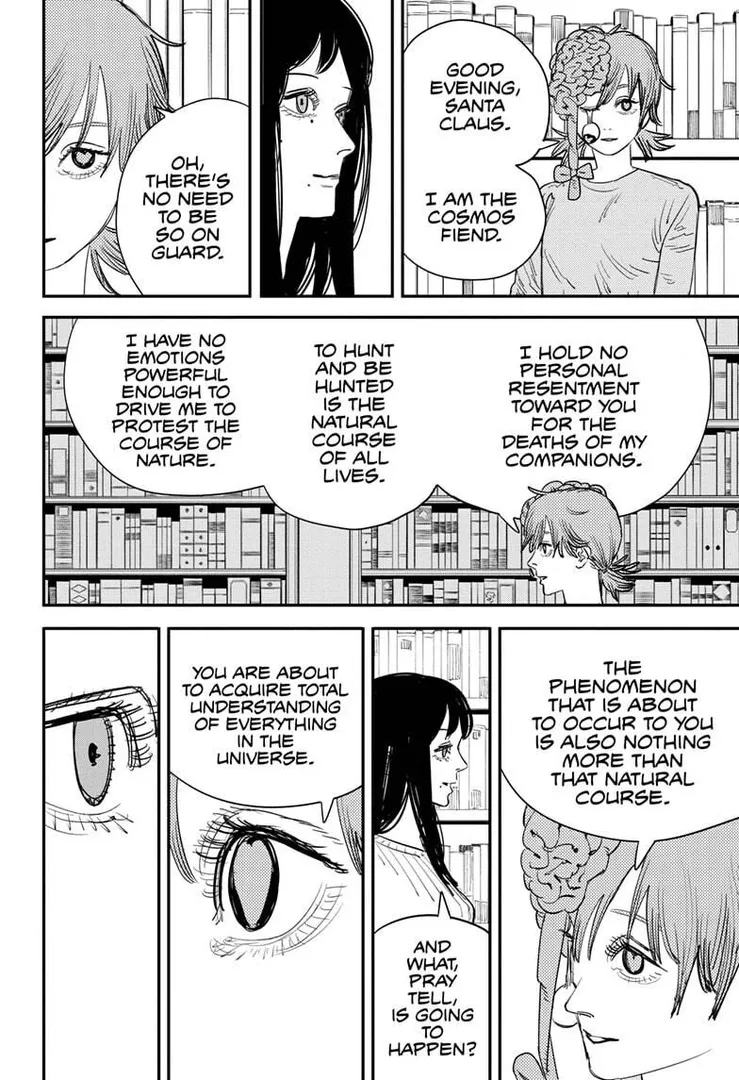 GOOD
EVENING,
SANTA
CLAUS.
I AM THE
COSMOS
FIEND.
OH,
THERE'S
NO NEED
TO BE
SO ON
GUARD.
I HOLD NO
PERSONAL
RESENTMENT
TOWARD YOU
FOR THE
DEATHS OF MY
COMPANIONS.
TO HUNT
AND BE
HUNTED
IS THE
NATURAL
COURSE
OF ALL
LIVES.
I HAVE NO
EMOTIONS
POWERFUL
ENOUGH TO
DRIVE ME TO
PROTEST THE
COURSE OF
NATURE.
THE
PHENOMENON
THAT IS ABOUT
TO OCCUR TO YOU
IS ALSO NOTHING
MORE THAN
THAT NATURAL
COURSE.
AND
WHAT,
PRAY
TELL,
IS GOING
TO
HAPPEN?
YOU ARE ABOUT
TO ACQUIRE TOTAL
UNDERSTANDING
OF EVERYTHING
IN THE
UNIVERSE.